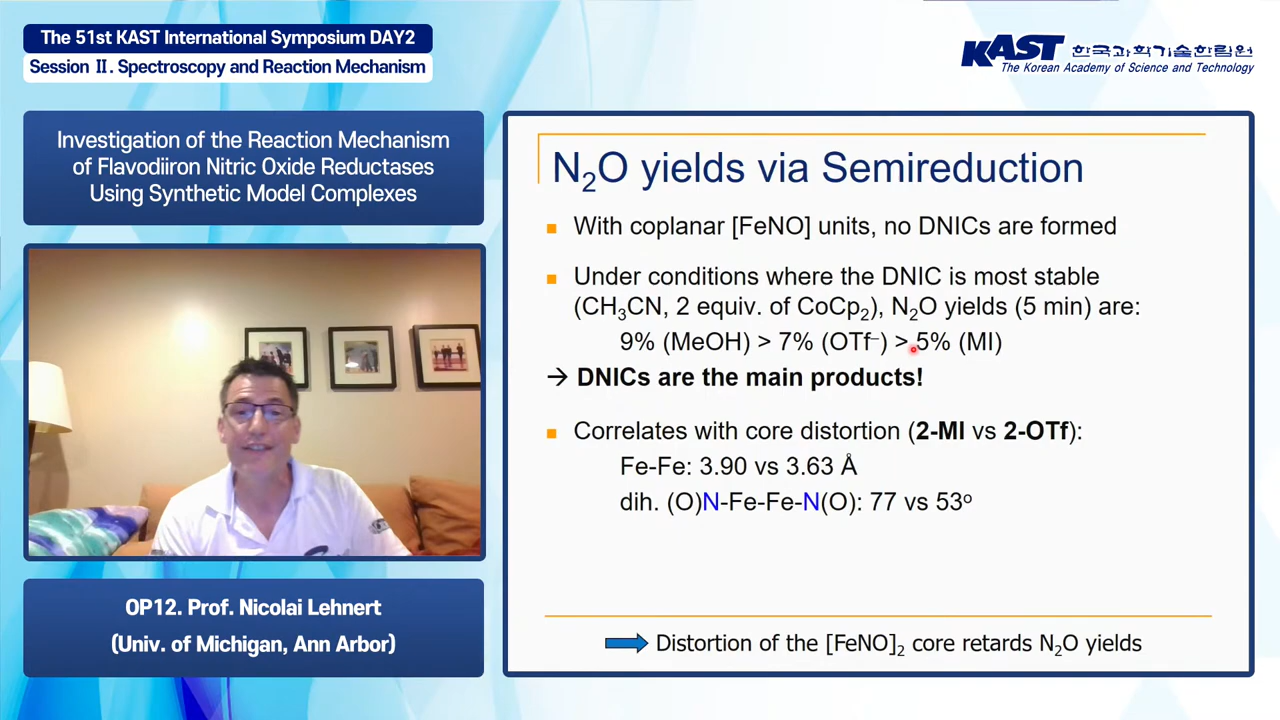 The 51st KAST International Symposium DAY2
Session Ⅱ. Spectroscopy and Reaction Mechanism
KAST 한국과학기술한림원
The Korean Academy of Science and Technology
Investigation of the Reaction Mechanism
of Flavodiiron Nitric Oxide Reductases
Using Synthetic Model Complexes
OP12. Prof. Nicolai Lehnert
(Univ. of Michigan, Ann Arbor)
N₂O yields via Semireduction
With coplanar [FeNO] units, no DNICs are formed
Under conditions where the DNIC is most stable
(CH₃CN, 2 equiv. of CoCp₂), N₂O yields (5 min) are:
9% (MeOH) > 7% (OTf⁻) > 5% (MI)
→ DNICs are the main products!
Correlates with core distortion (2-MI vs 2-OTf):
Fe-Fe: 3.90 vs 3.63 Å
dih. (O)N-Fe-Fe-N(O): 77 vs 53º
Distortion of the [FeNO]₂ core retards N₂O yields